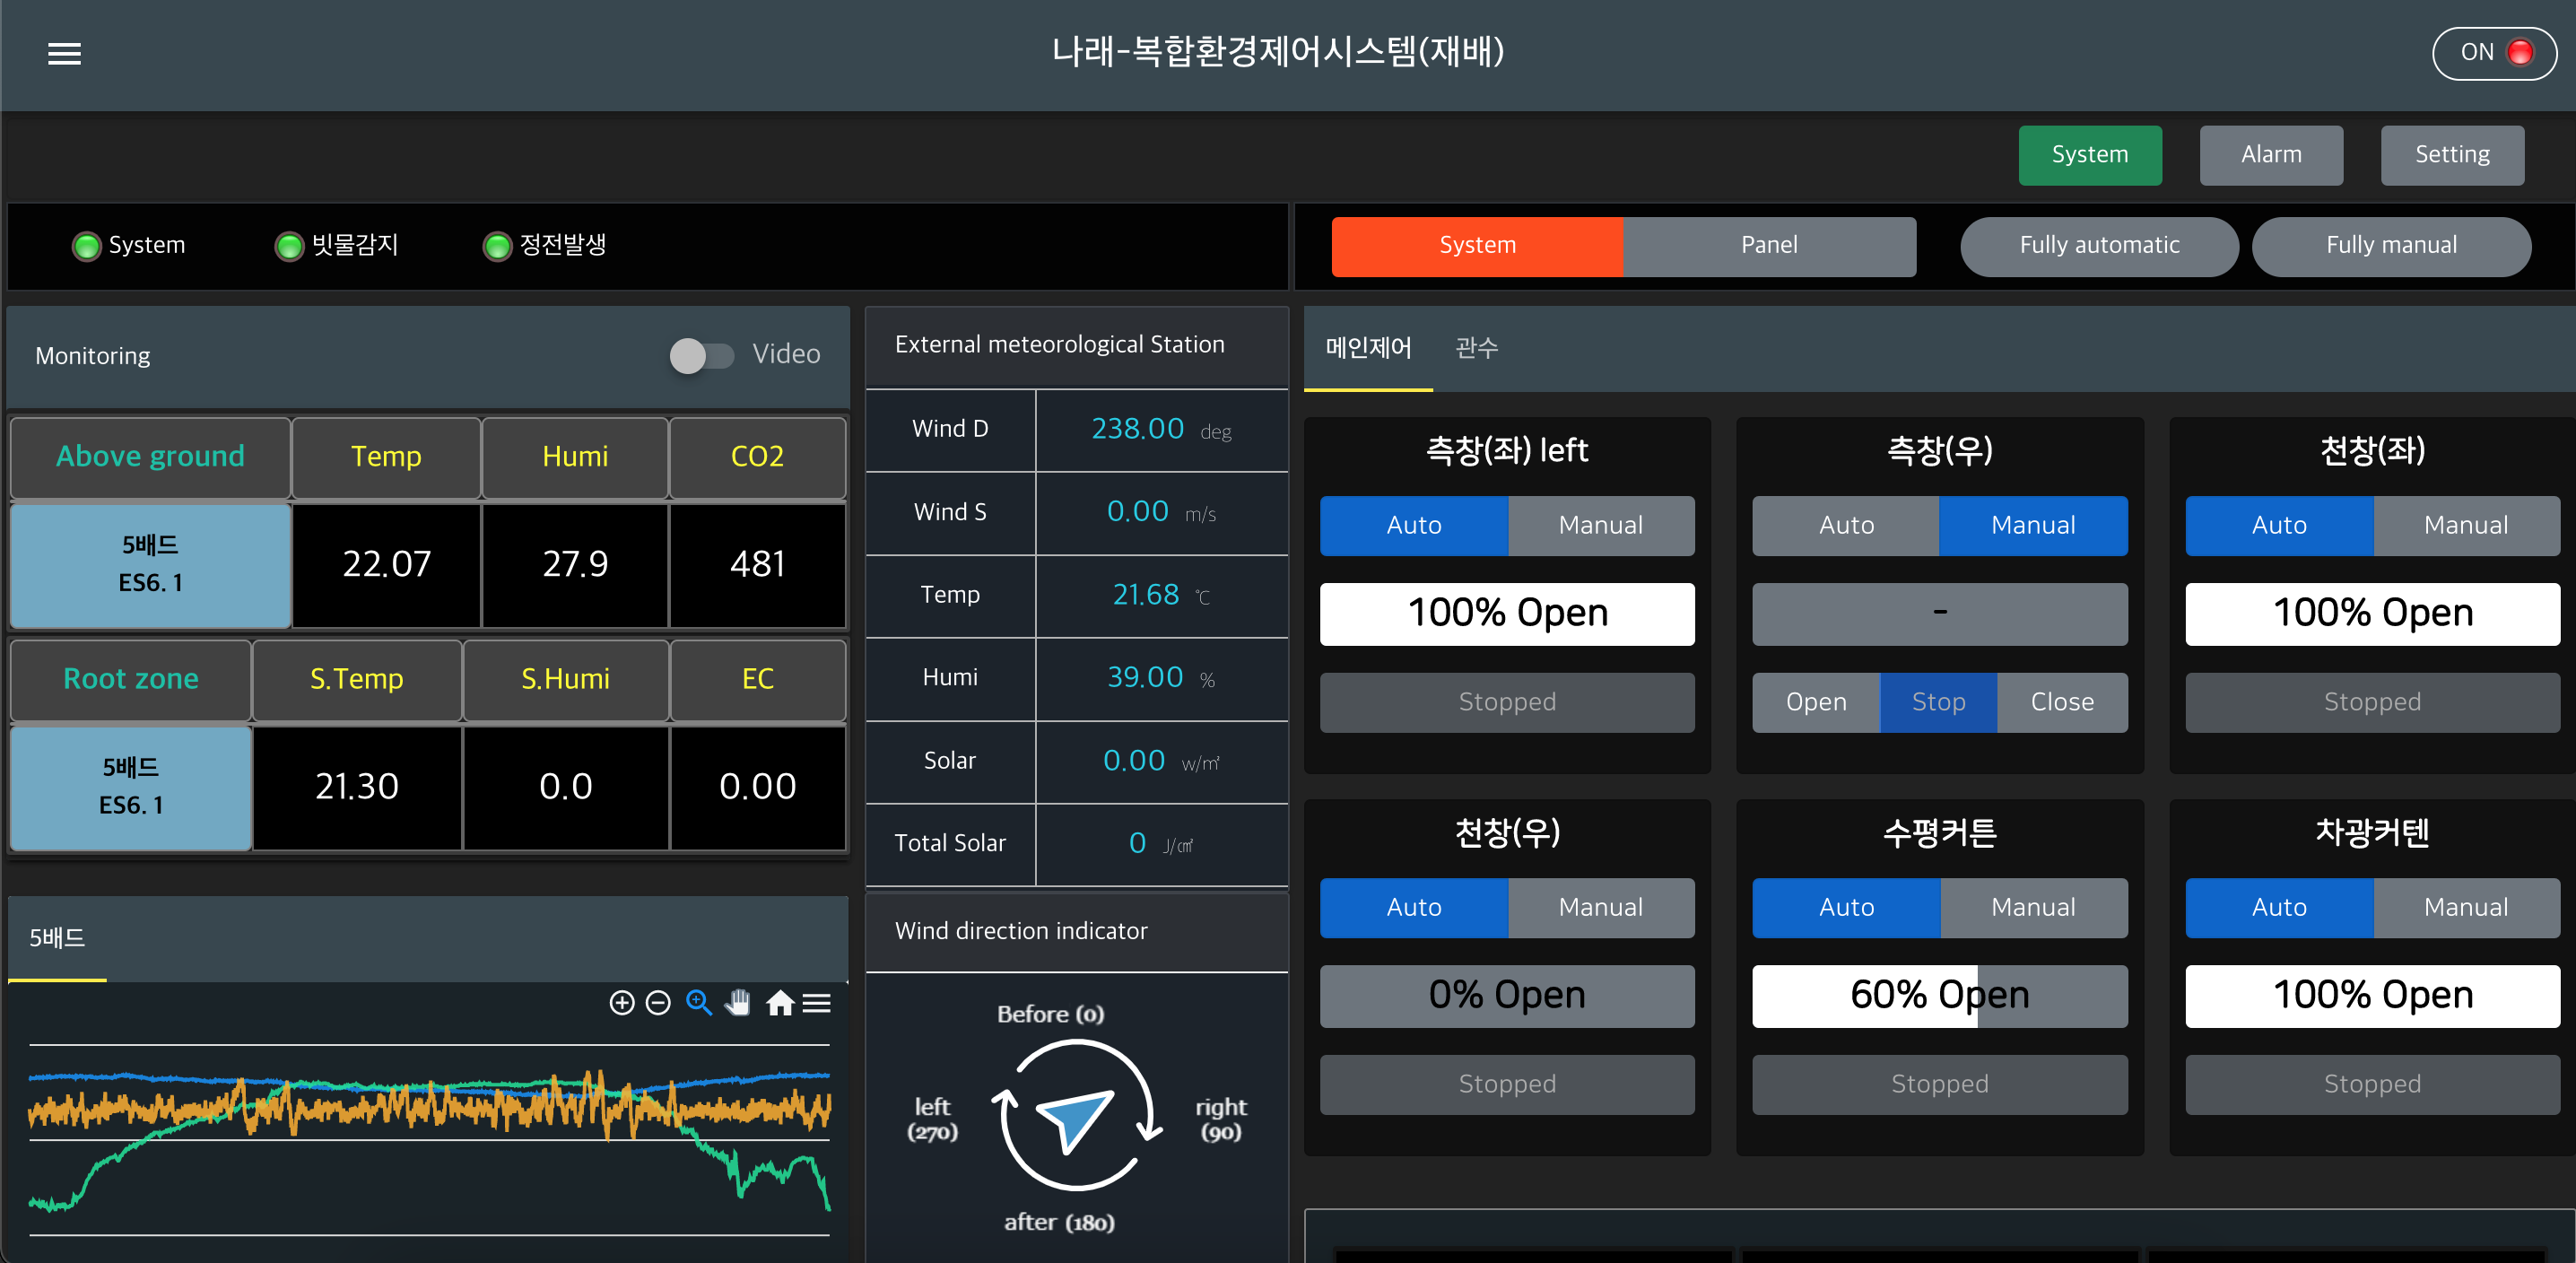 나래-복합환경제어시스템(재배)
ON
System Alarm Setting
System 빗물감지 정전발생
System Panel Fully automatic Fully manual
Monitoring Video
Above ground Temp Humi CO2
5배드
ES6. 1
22.07 27.9 481
Root zone S.Temp S.Humi EC
5배드
ES6. 1
21.30 0.0 0.00
5배드
External meteorological Station
Wind D 238.00 deg
Wind S 0.00 m/s
Temp 21.68 ℃
Humi 39.00 %
Solar 0.00 w/㎡
Total Solar 0 J/㎠
Wind direction indicator
Before (0)
left
(270)
right
(90)
after (180)
메인제어 관수
측창(좌) left
Auto Manual
100% Open
Stopped
측창(우)
Auto Manual
-
Open Stop Close
천창(좌)
Auto Manual
100% Open
Stopped
천창(우)
Auto Manual
0% Open
Stopped
수평커튼
Auto Manual
60% Open
Stopped
차광커텐
Auto Manual
100% Open
Stopped